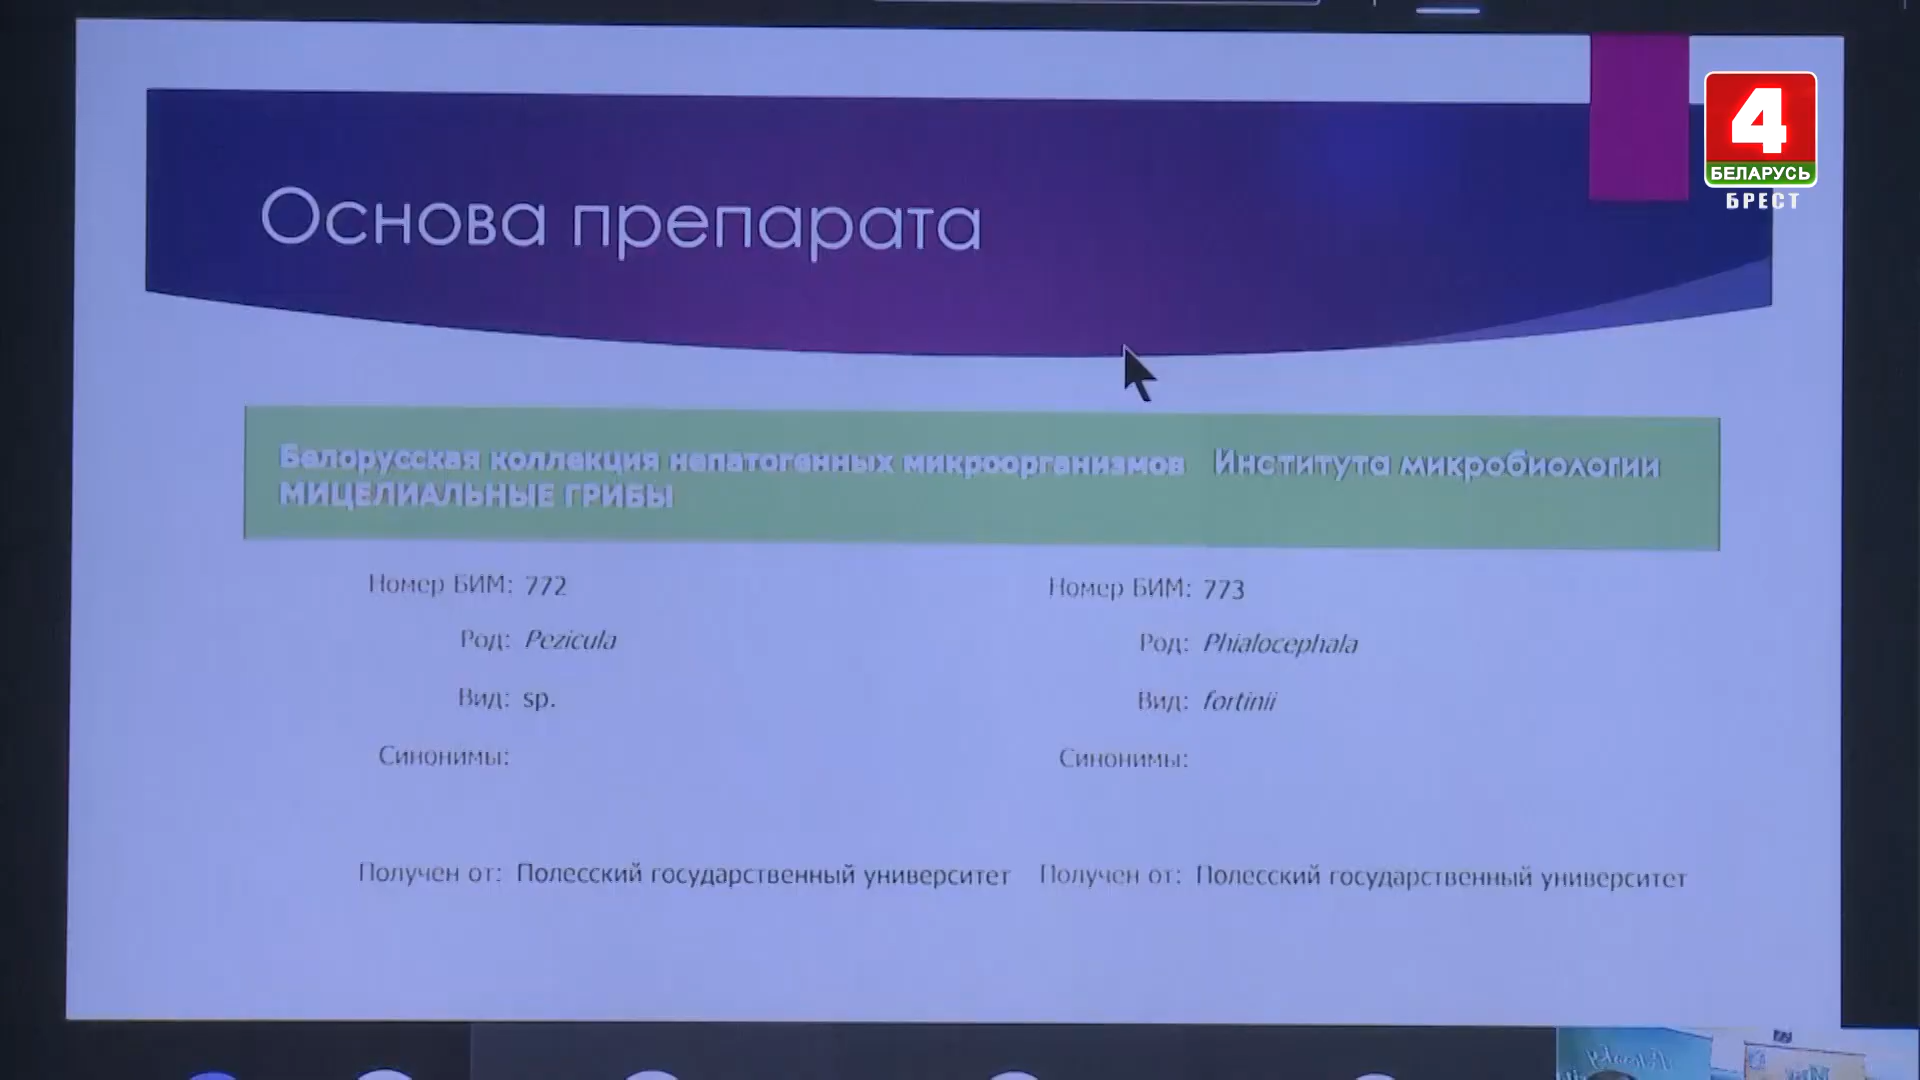 4
БЕЛАРУСЬ
БРЕСТ
Основа препарата
Белорусская коллекция непатогенных микроорганизмов Института микробиологии
МИЦЕЛИАЛЬНЫЕ ГРИБЫ
Номер БИМ: 772
Род: Pezicula
Вид: sp.
Синонимы:
Получен от: Полесский государственный университет
Номер БИМ: 773
Род: Phialocephala
Вид: fortinii
Синонимы:
Получен от: Полесский государственный университет